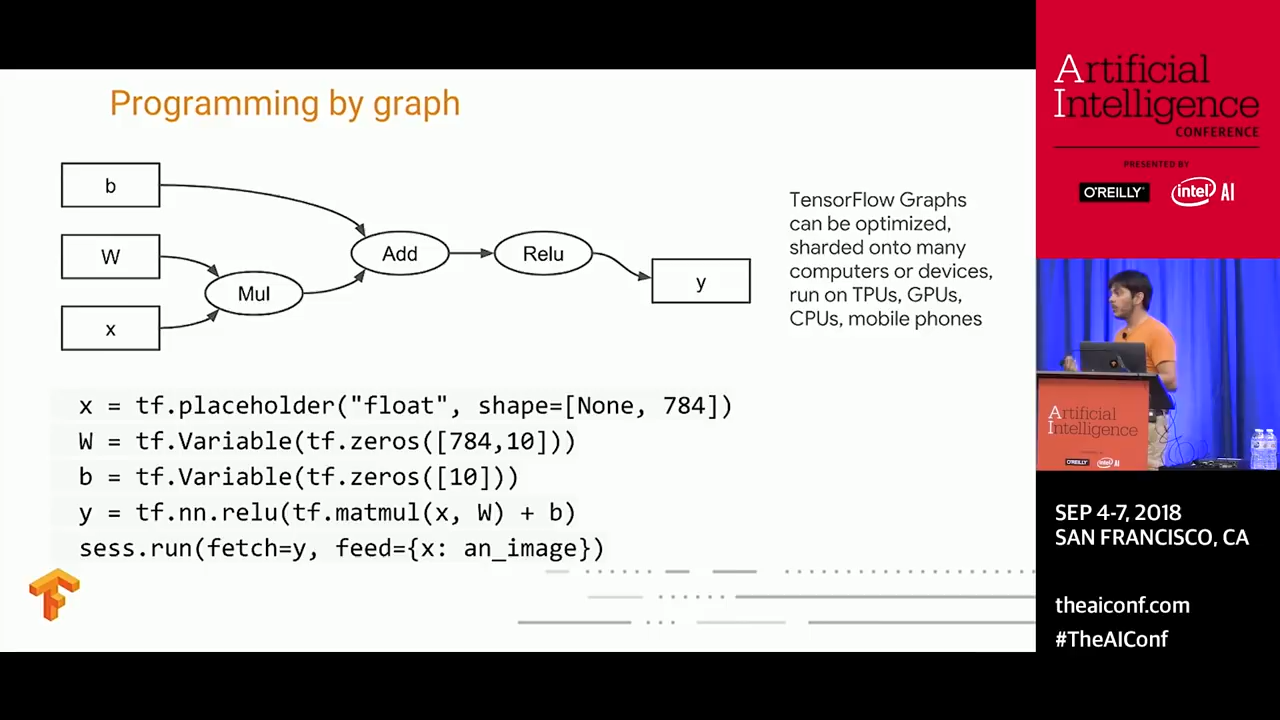 Programming by graph
b
W
x
Mul
Add
Relu
y
TensorFlow Graphs
can be optimized,
sharded onto many
computers or devices,
run on TPUs, GPUs,
CPUs, mobile phones
x = tf.placeholder("float", shape=[None, 784])
W = tf.Variable(tf.zeros([784,10]))
b = tf.Variable(tf.zeros([10]))
y = tf.nn.relu(tf.matmul(x, W) + b)
sess.run(fetch=y, feed={x: an_image})
Artificial
Intelligence
CONFERENCE
PRESENTED BY
O'REILLY
intel AI
Artificial
Intelligence
O'REILLY
intel AI
SEP 4-7, 2018
SAN FRANCISCO, CA
theaiconf.com
#TheAIConf